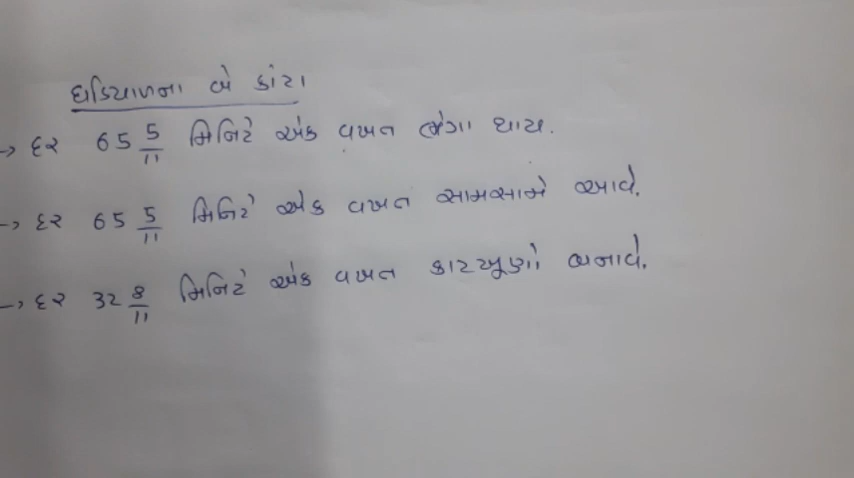 ઘડિયાળના બે કાંટા
→ દર 65 5/11 મિનિટે એક વખત ભેગા થાય.
→ દર 65 5/11 મિનિટે એક વખત સામસામે આવે.
→ દર 32 8/11 મિનિટે એક વખત કાટખૂણો બનાવે.